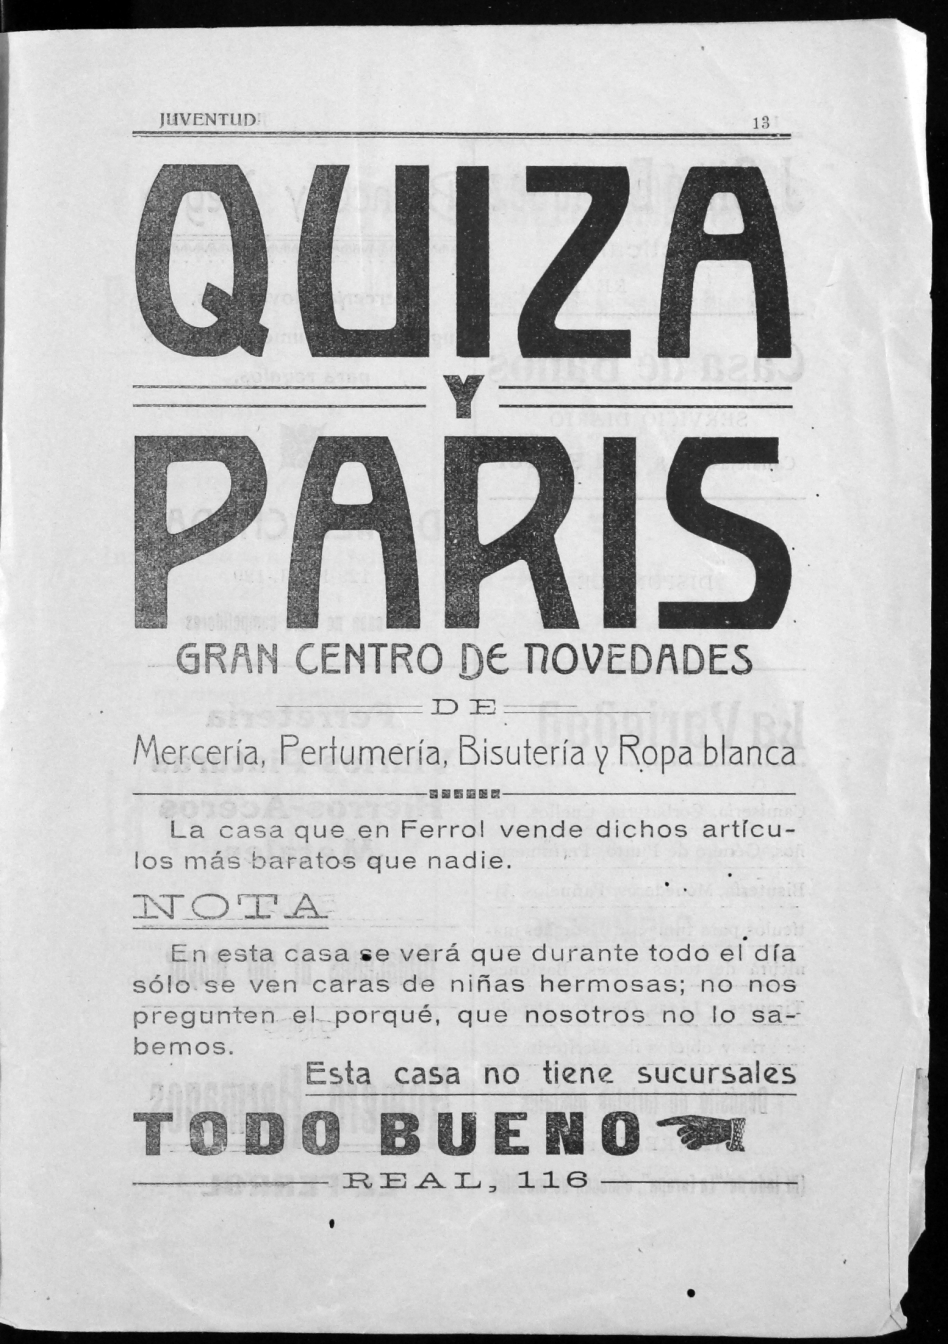 JUVENTUD 13
QUIZA
Y
PARIS
GRAN CENTRO DE NOVEDADES
DE
Mercería, Perfumería, Bisutería y Ropa blanca
La casa que en Ferrol vende dichos artícu-
los más baratos que nadie.
NOTA
En esta casa se verá que durante todo el día
sólo se ven caras de niñas hermosas; no nos
pregunten el porqué, que nosotros no lo sa-
bemos.
Esta casa no tiene sucursales
TODO BUENO
REAL, 116